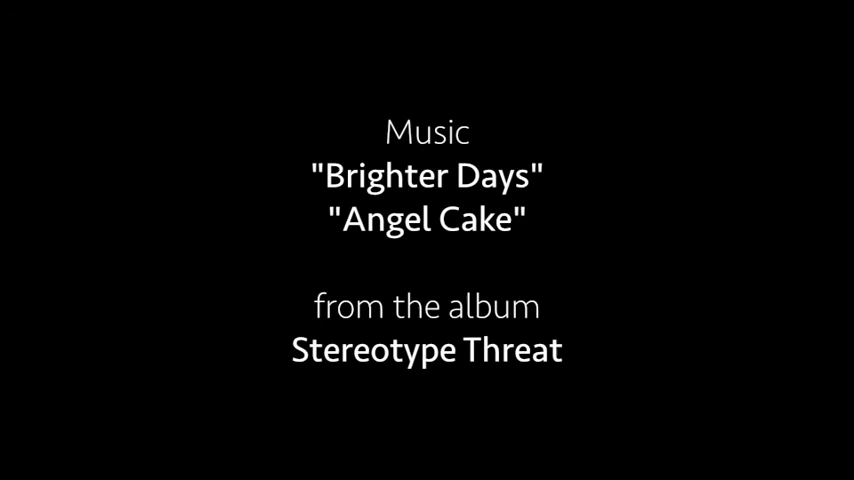 Music
"Brighter Days"
"Angel Cake"
from the album
Stereotype Threat